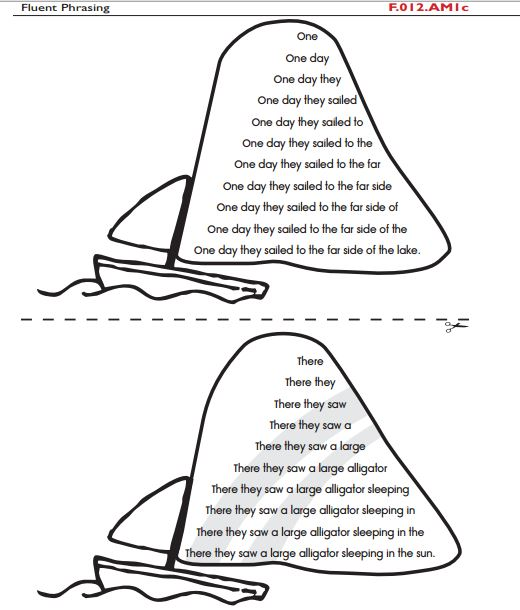 Fluent Phrasing
F.012.AM1c
One
One day
One day they
One day they sailed
One day they sailed to
One day they sailed to the
One day they sailed to the far
One day they sailed to the far side
One day they sailed to the far side of
One day they sailed to the far side of the
One day they sailed to the far side of the lake.
There
There they
There they saw
There they saw a
There they saw a large
There they saw a large alligator
There they saw a large alligator sleeping
There they saw a large alligator sleeping in
There they saw a large alligator sleeping in the
There they saw a large alligator sleeping in the sun.